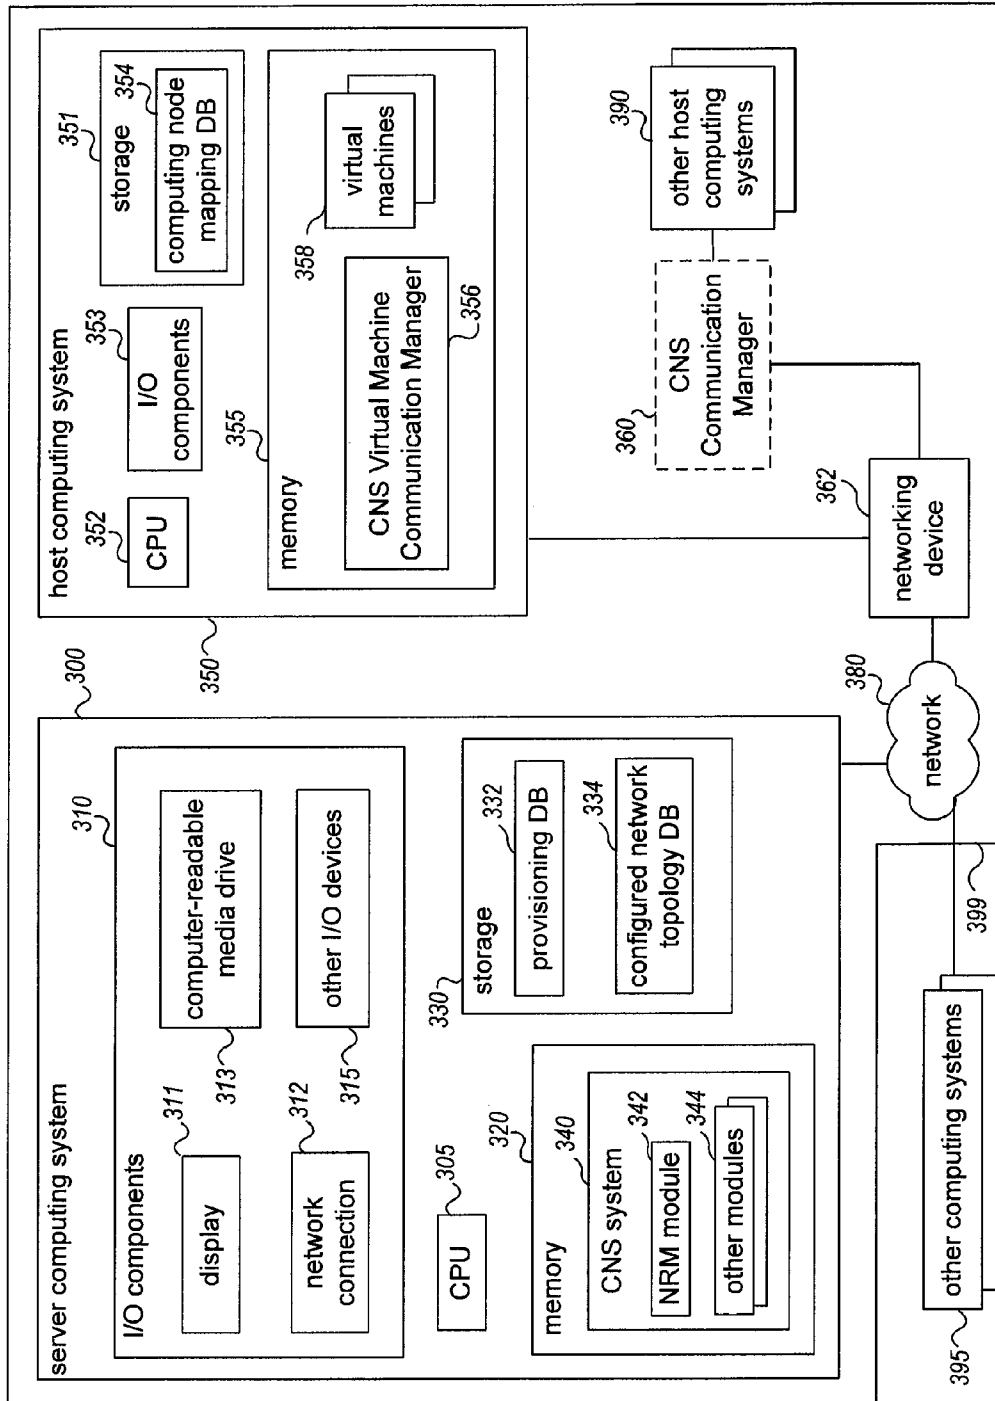 server computing system
300
I/O components
310
display
311
computer-readable
media drive
313
network
connection
312
other I/O devices
315
CPU
305
memory
320
CNS system
340
NRM module
342
other modules
344
storage
330
provisioning DB
332
configured network
topology DB
334
host computing system
350
CPU
352
I/O
components
353
storage
351
computing node
mapping DB
354
memory
355
CNS Virtual Machine
Communication Manager
356
virtual
machines
358
CNS
Communication
Manager
360
other host
computing
systems
390
networking
device
362
network
380
other computing systems
395
399